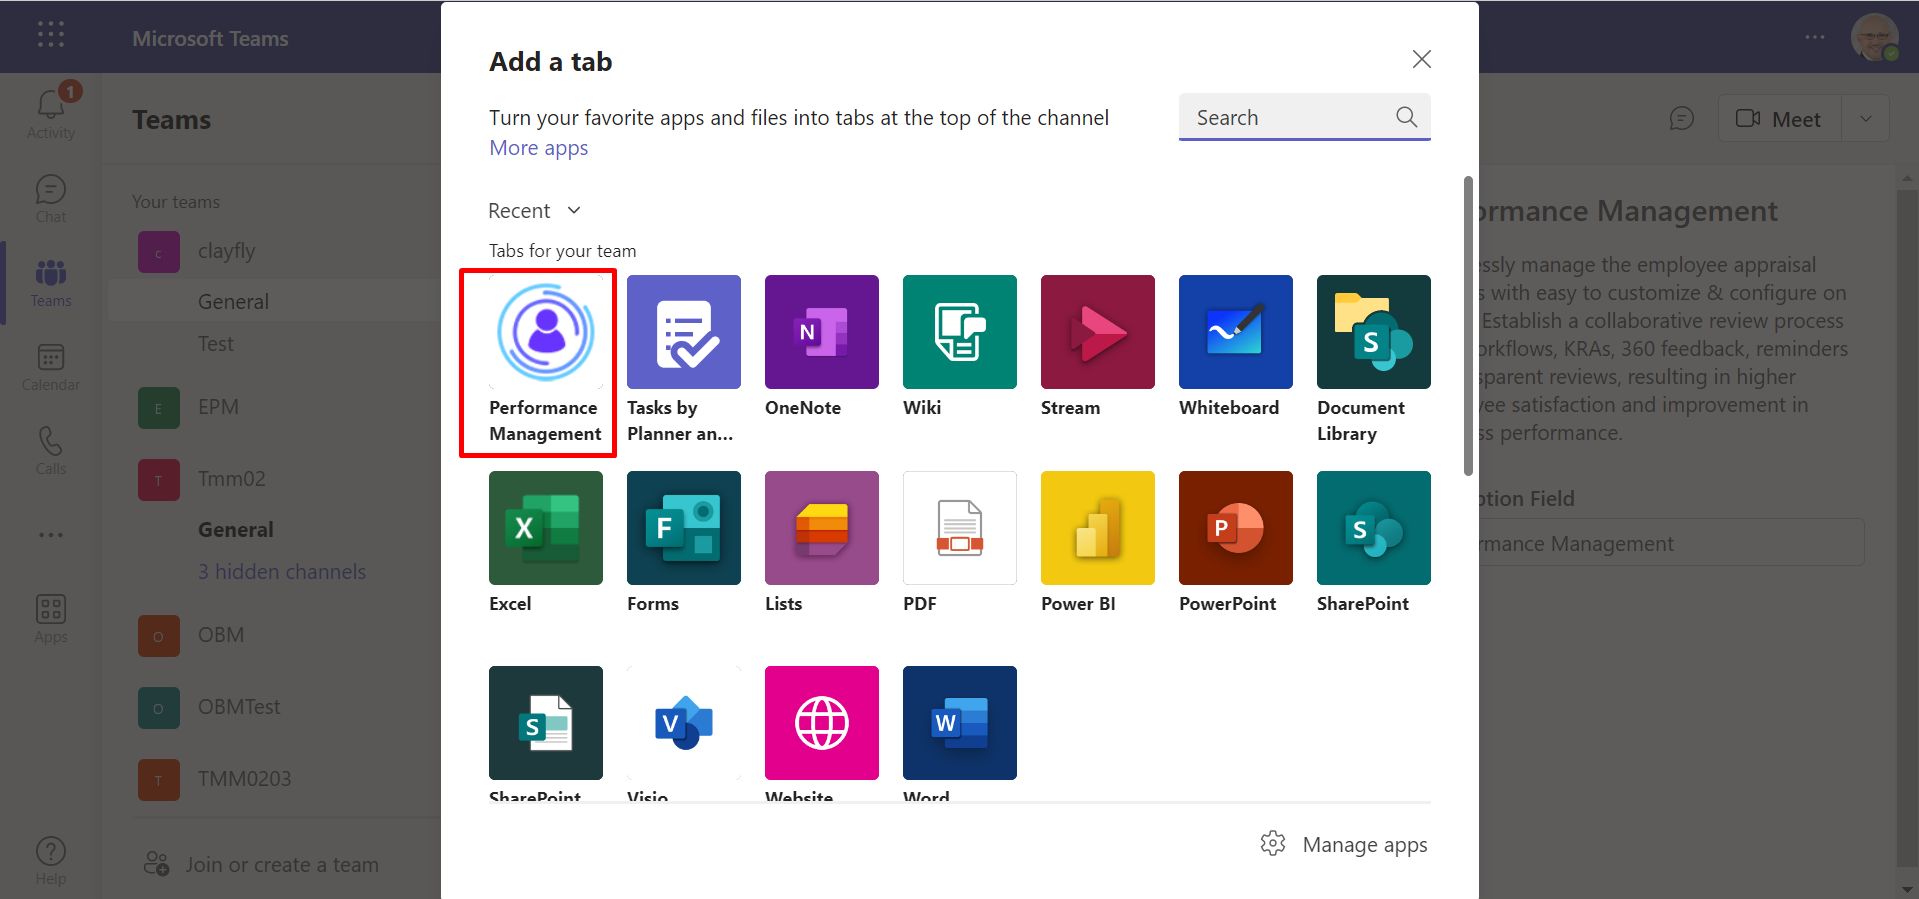 Microsoft Teams
Add a tab
1
Activity
Teams
Turn your favorite apps and files into tabs at the top of the channel
More apps
Search
Meet
Chat
Your teams
Recent
Tabs for your team
c
clayfly
General
Test
Teams
Calendar
E
EPM
Calls
T
Tmm02
General
3 hidden channels
Apps
O
OBM
O
OBMTest
T
TMM0203
Help
Join or create a team
Performance
Management
Tasks by
Planner an...
N
OneNote
Wiki
Stream
Whiteboard
S
Document
Library
X
Excel
F
Forms
Lists
PDF
Power BI
P
PowerPoint
S
SharePoint
S
SharePoint
V
Visio
Website
W
Word
Manage apps
ormance Management
ssly manage the employee appraisal
s with easy to customize & configure on
Establish a collaborative review process
orkflows, KRAs, 360 feedback, reminders
sparent reviews, resulting in higher
ee satisfaction and improvement in
ss performance.
otion Field
rmance Management